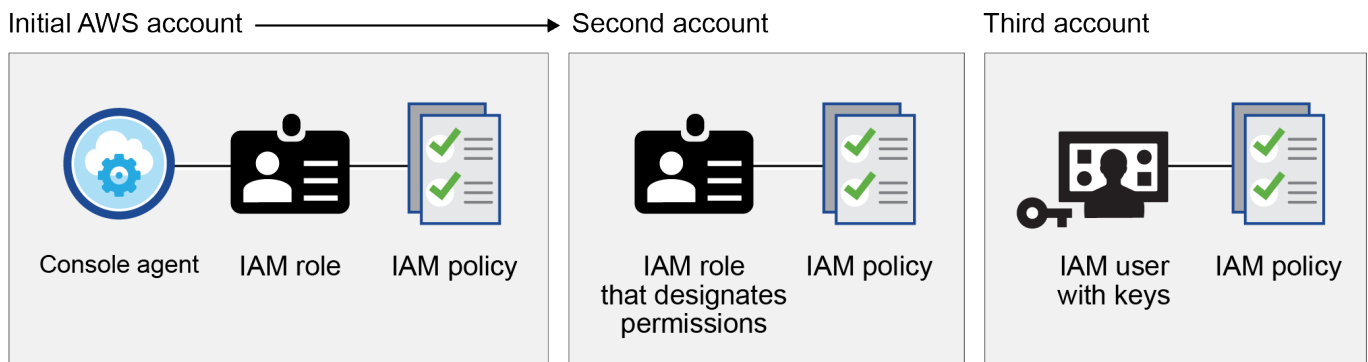 Initial AWS account
Second account
Third account
Console agent
IAM role
IAM policy
IAM role
that designates
permissions
IAM policy
IAM user
with keys
IAM policy